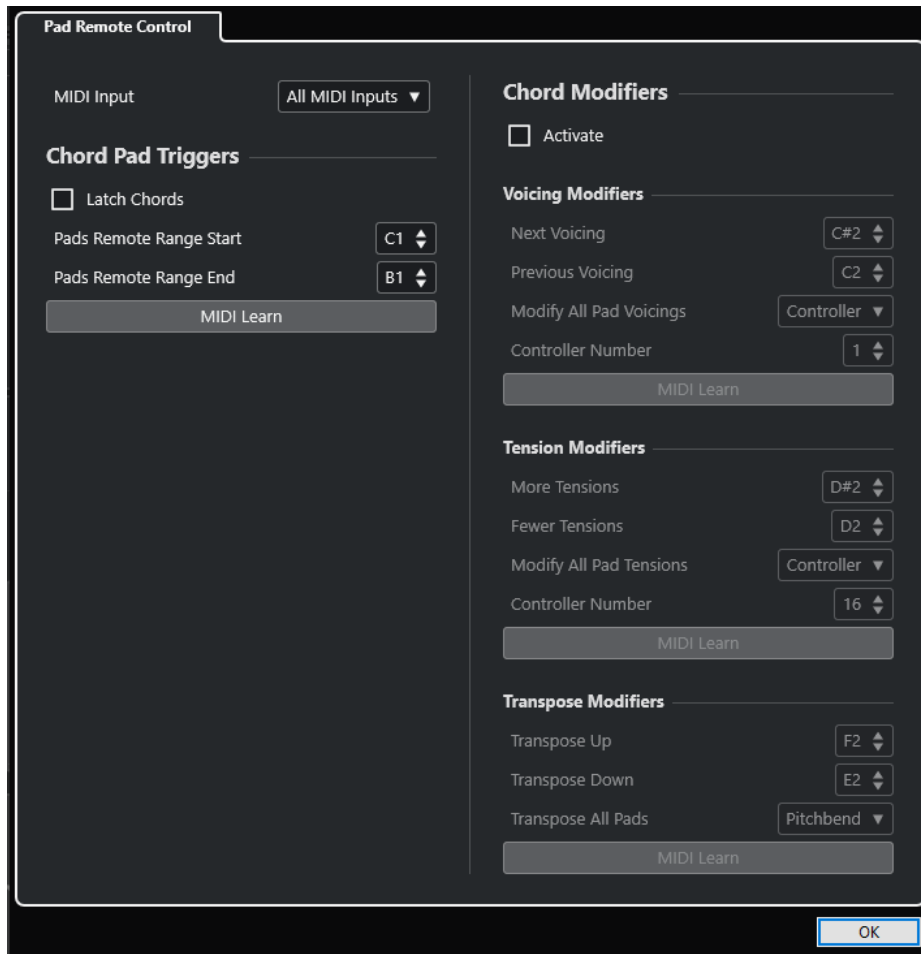 Pad Remote Control
MIDI Input All MIDI Inputs
Chord Pad Triggers
Latch Chords
Pads Remote Range Start C1
Pads Remote Range End B1
MIDI Learn
Chord Modifiers
Activate
Voicing Modifiers
Next Voicing C#2
Previous Voicing C2
Modify All Pad Voicings Controller
Controller Number 1
MIDI Learn
Tension Modifiers
More Tensions D#2
Fewer Tensions D2
Modify All Pad Tensions Controller
Controller Number 16
MIDI Learn
Transpose Modifiers
Transpose Up F2
Transpose Down E2
Transpose All Pads Pitchbend
MIDI Learn
OK